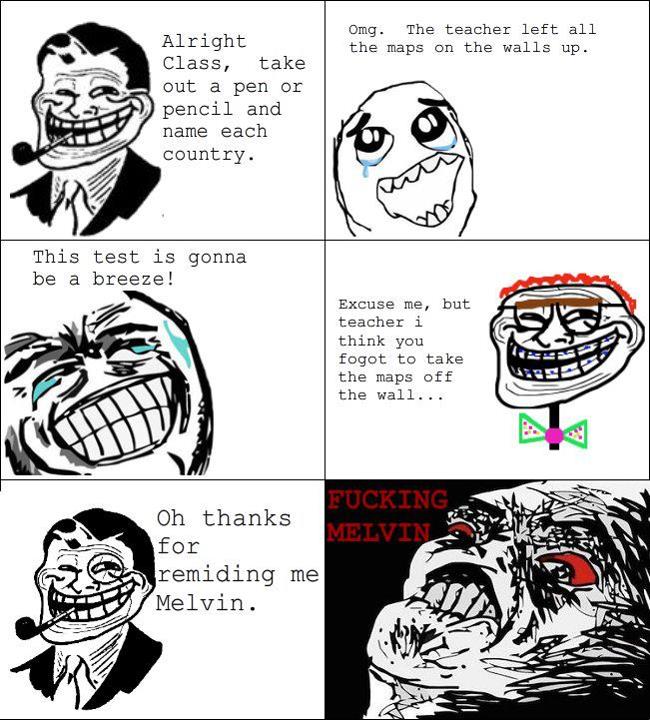 Alright
Class, take
out a pen or
pencil and
name each
country.
Omg. The teacher left all
the maps on the walls up.
This test is gonna
be a breeze!
Excuse me, but
teacher i
think you
fogot to take
the maps off
the wall...
Oh thanks
for
remiding me
Melvin.
FUCKING
MELVIN